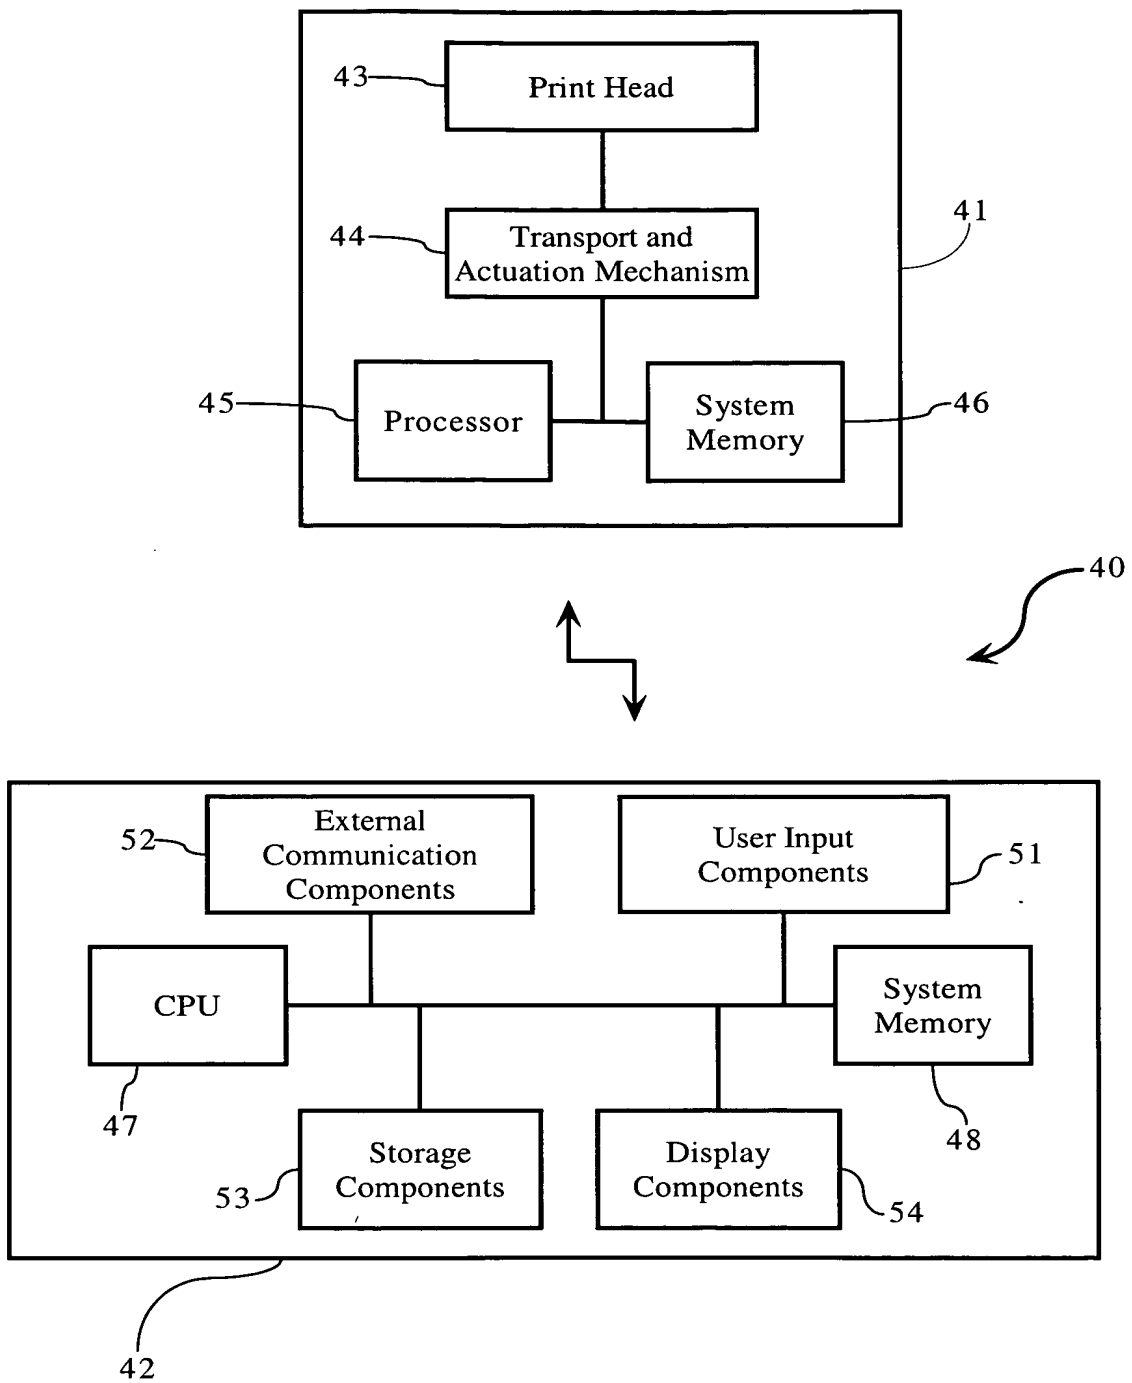 43
Print Head
44
Transport and
Actuation Mechanism
41
45
Processor
System
Memory
46
40
52
External
Communication
Components
User Input
Components
51
CPU
47
System
Memory
48
53
Storage
Components
Display
Components
54
42